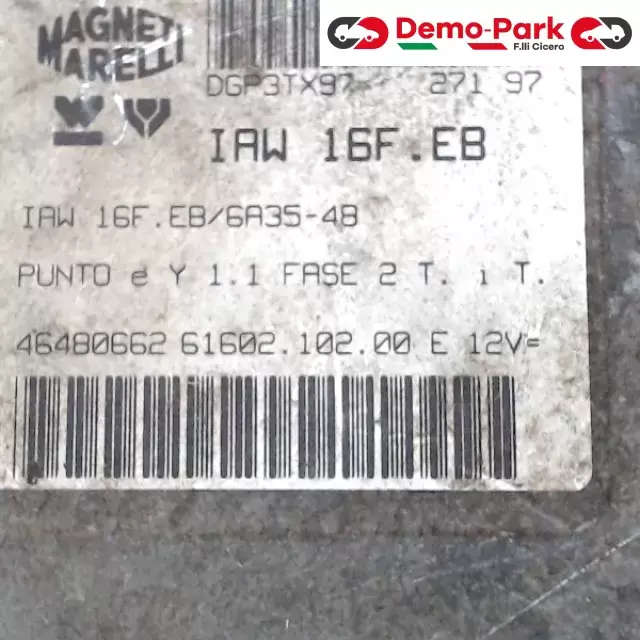 MAGNETI
MARELLI
Demo-Park
F.lli Cicero
DGP3TX97 271 97
IAW 16F.EB
IAW 16F.EB/6A35-48
PUNTO e Y 1.1 FASE 2 T. i T.
46480662 61602.102.00 E 12V=